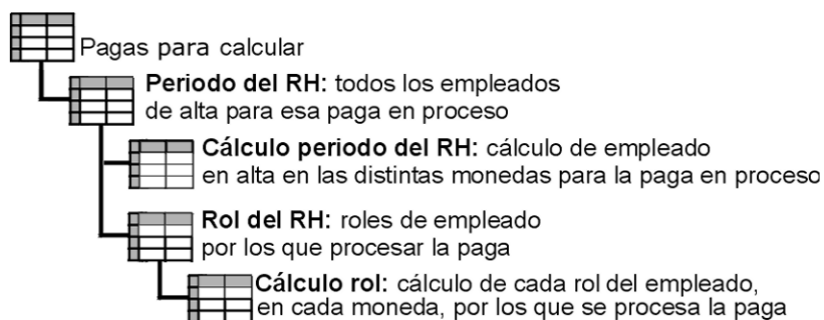 Pagas para calcular
Periodo del RH: todos los empleados
de alta para esa paga en proceso
Cálculo periodo del RH: cálculo de empleado
en alta en las distintas monedas para la paga en proceso
Rol del RH: roles de empleado
por los que procesar la paga
Cálculo rol: cálculo de cada rol del empleado,
en cada moneda, por los que se procesa la paga